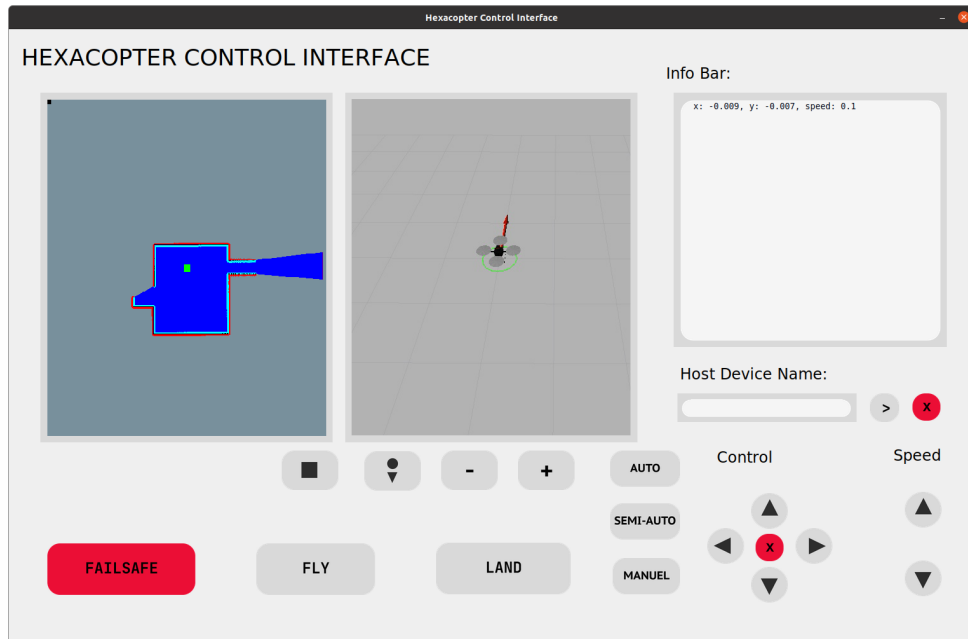 Hexacopter Control Interface
HEXACOPTER CONTROL INTERFACE
Info Bar:
x: -0.009, y: -0.007, speed: 0.1
Host Device Name:
> X
- +
AUTO
Control
Speed
SEMI-AUTO
X
FAILSAFE
FLY
LAND
MANUEL